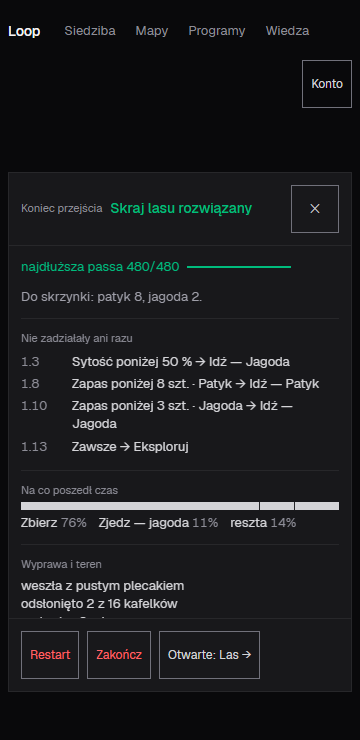 Loop Siedziba Mapy Programy Wiedza
Konto
Koniec przejścia Skraj lasu rozwiązany ×
najdłuższa passa 480/480
Do skrzynki: patyk 8, jagoda 2.
Nie zadziałały ani razu
1.3 Sytość poniżej 50 % → Idź — Jagoda
1.8 Zapas poniżej 8 szt. · Patyk → Idź — Patyk
1.10 Zapas poniżej 3 szt. · Jagoda → Idź —
Jagoda
1.13 Zawsze → Eksploruj
Na co poszedł czas
Zbierz 76% Zjedz — jagoda 11% reszta 14%
Wyprawa i teren
weszła z pustym plecakiem
odsłonięto 2 z 16 kafelków
Restart Zakończ Otwarte: Las →